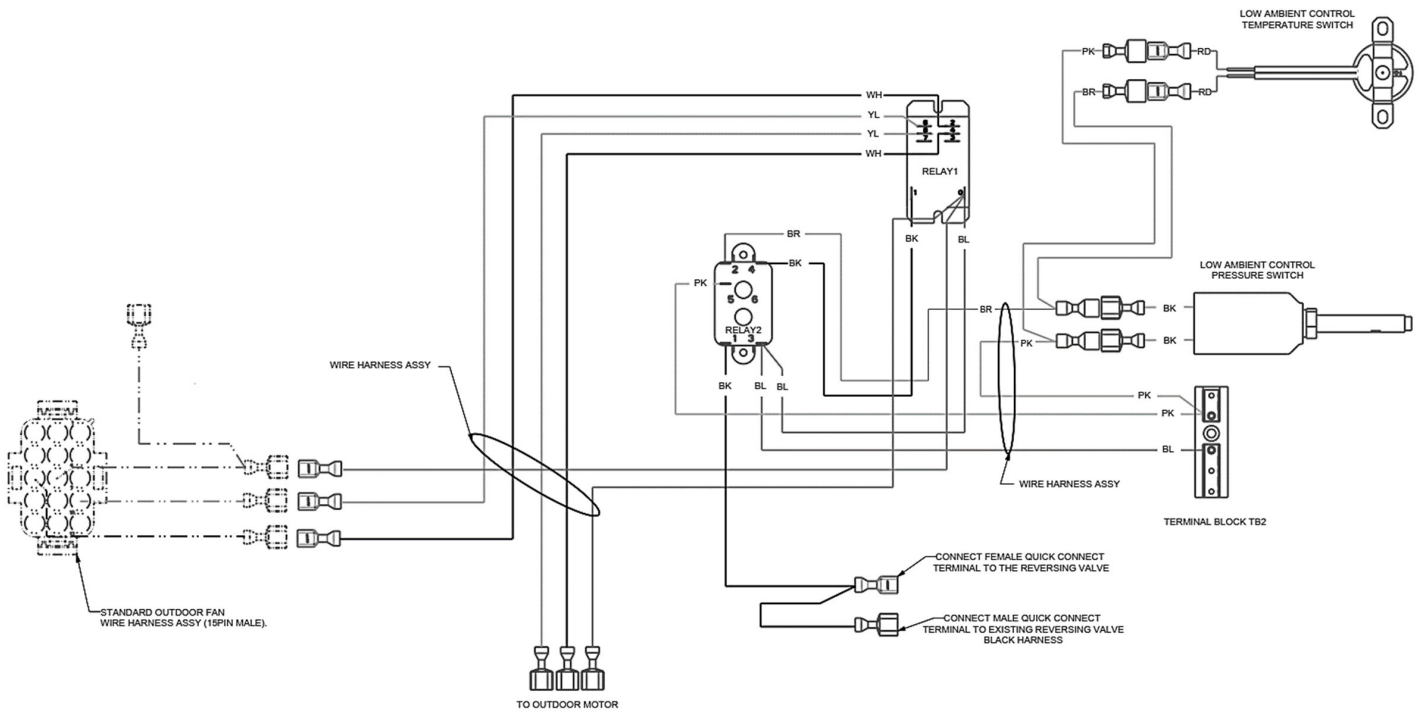 LOW AMBIENT CONTROL
TEMPERATURE SWITCH
PK
RD
BR
RD
WH
YL
YL
WH
2
4
7
RELAY1
1
0
BK
BL
BR
BK
2 4
PK
5 6
RELAY2
1 3
BK
BL
BL
LOW AMBIENT CONTROL
PRESSURE SWITCH
BR
BK
PK
BK
PK
PK
BL
WIRE HARNESS ASSY
WIRE HARNESS ASSY
TERMINAL BLOCK TB2
CONNECT FEMALE QUICK CONNECT
TERMINAL TO THE REVERSING VALVE
CONNECT MALE QUICK CONNECT
TERMINAL TO EXISTING REVERSING VALVE
BLACK HARNESS
STANDARD OUTDOOR FAN
WIRE HARNESS ASSY (15PIN MALE).
TO OUTDOOR MOTOR